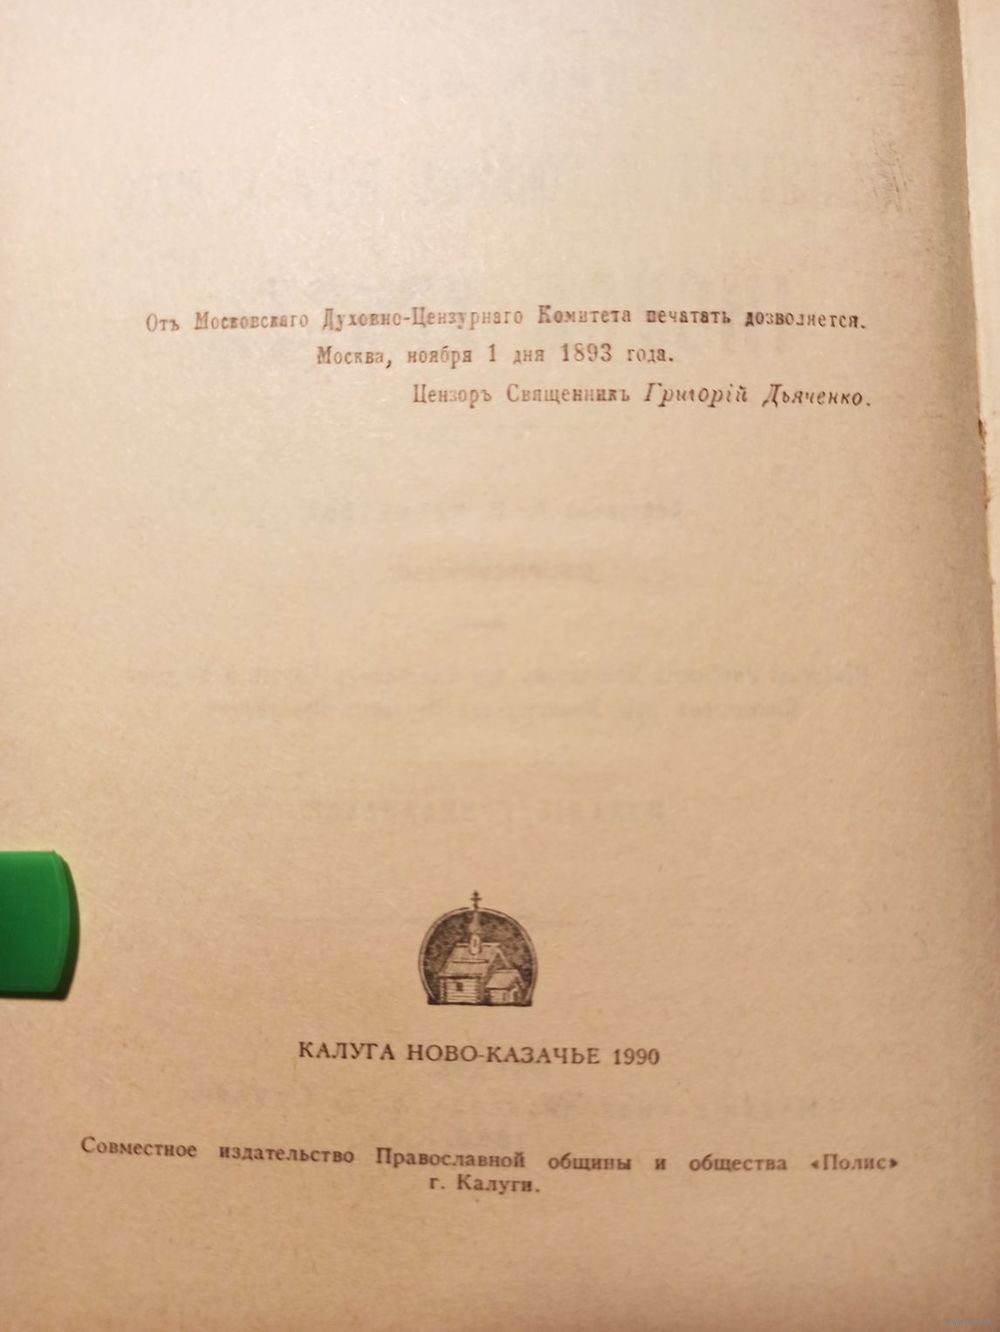 Отъ Московскаго Духовно-Цензурнаго Комитета печатать дозволяется.
Москва, ноября 1 дня 1893 года.
Цензоръ Священникъ Григорій Дьяченко.
КАЛУГА НОВО-КАЗАЧЬЕ 1990
Совместное издательство Православной общины и общества «Полис»
г. Калуги.